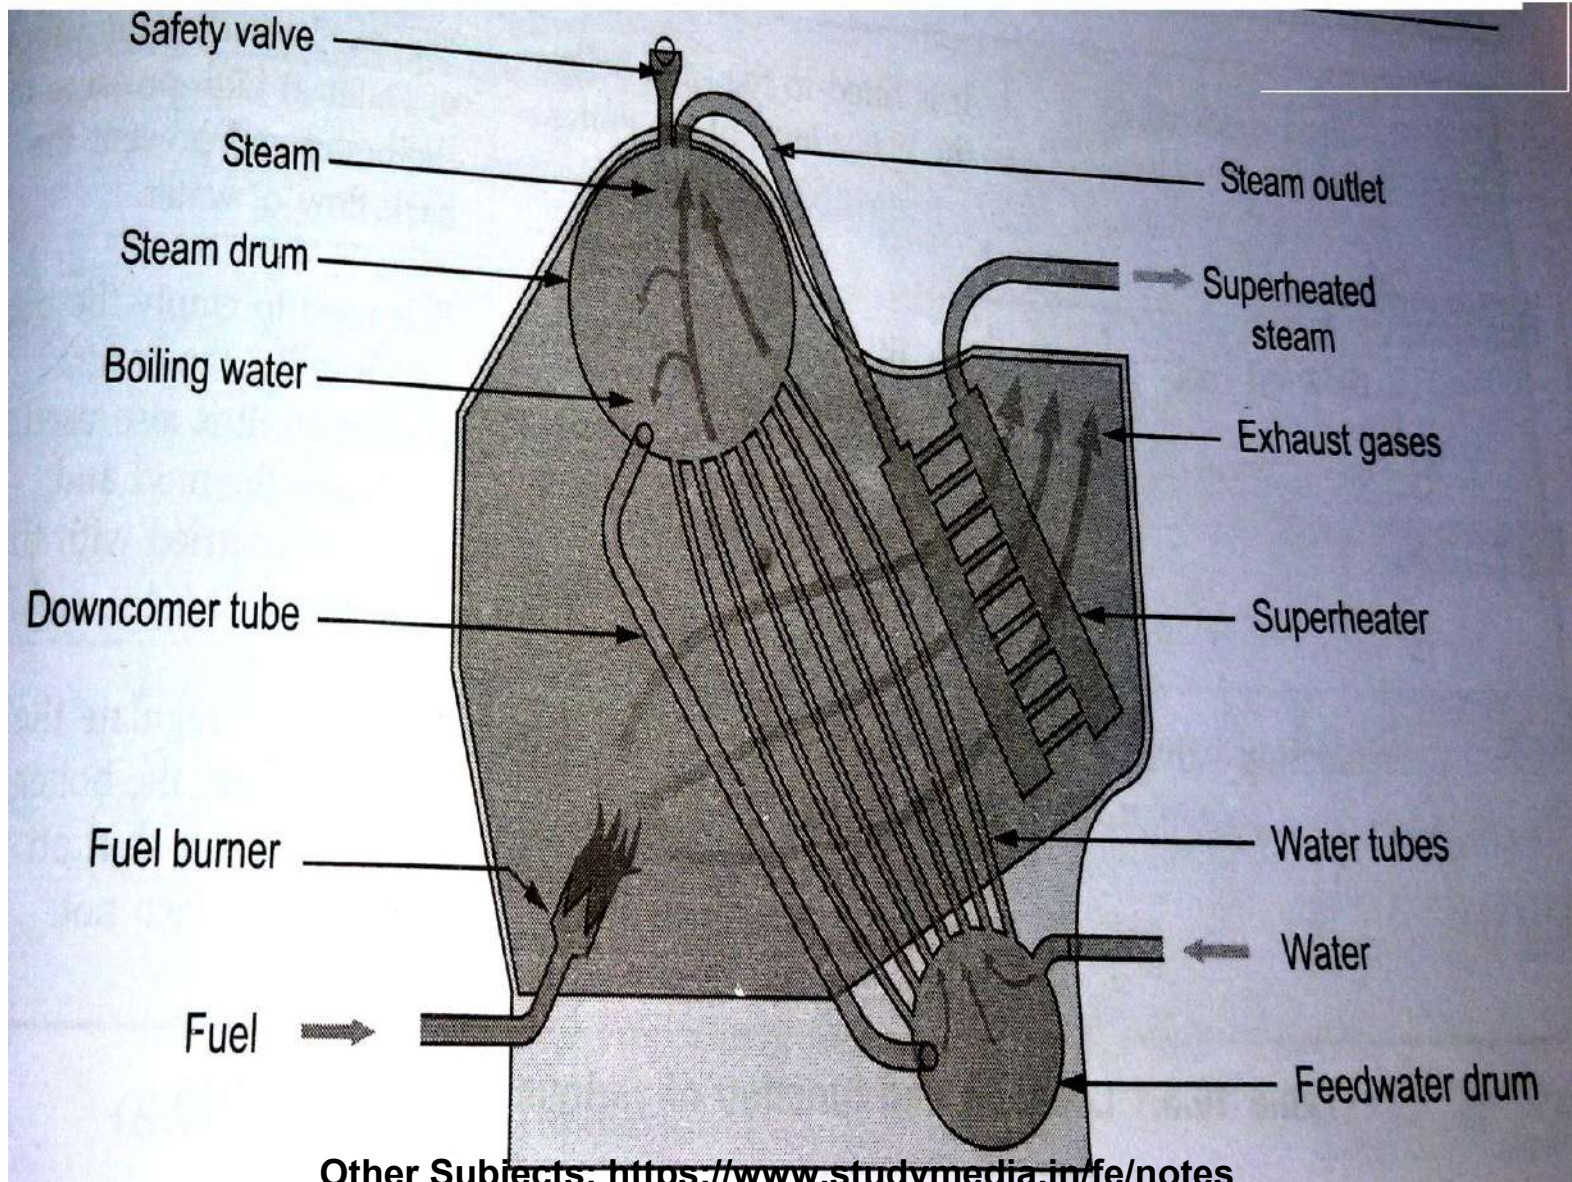 Safety valve
Steam
Steam outlet
Steam drum
Superheated
steam
Boiling water
Exhaust gases
Downcomer tube
Superheater
Fuel burner
Water tubes
Water
Fuel
Feedwater drum
Other Subjects: https://www.studymedia.in/fe/notes